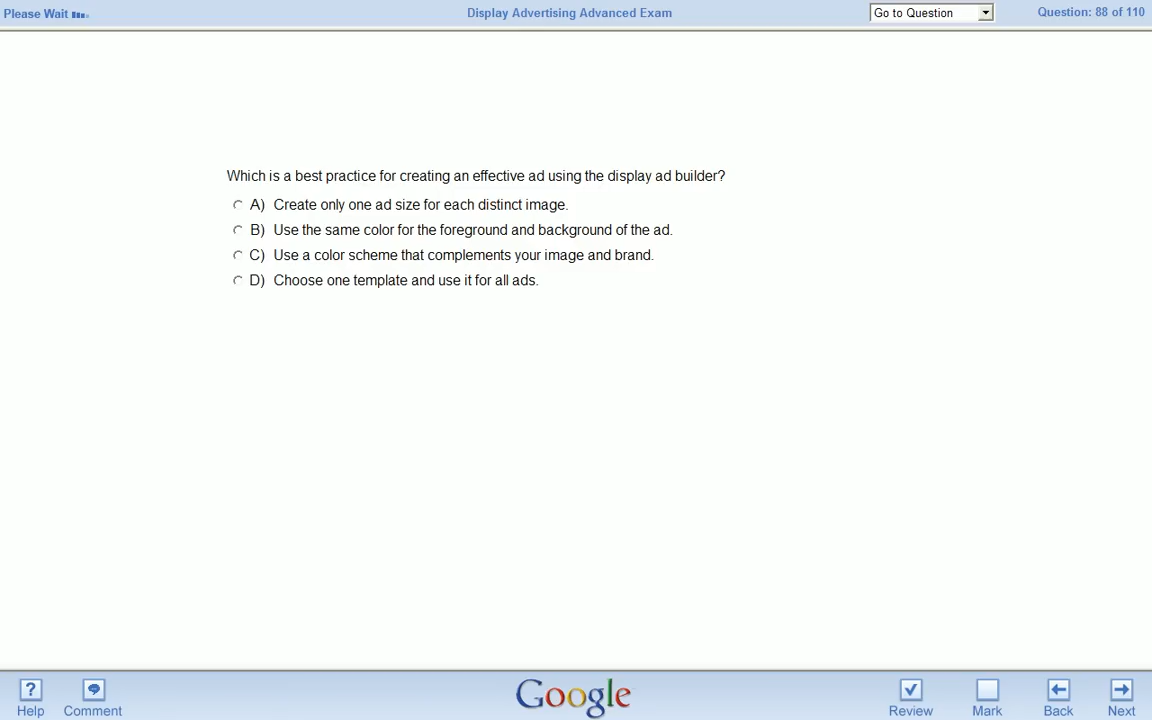 Please Wait
Display Advertising Advanced Exam
Go to Question
Question: 88 of 110
Which is a best practice for creating an effective ad using the display ad builder?
A) Create only one ad size for each distinct image.
B) Use the same color for the foreground and background of the ad.
C) Use a color scheme that complements your image and brand.
D) Choose one template and use it for all ads.
? Help
Comment
Google
Review
Mark
Back
Next